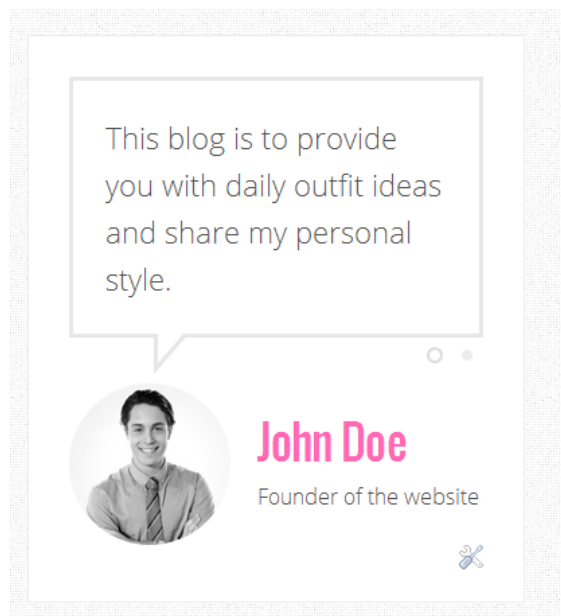 This blog is to provide
you with daily outfit ideas
and share my personal
style.
John Doe
Founder of the website